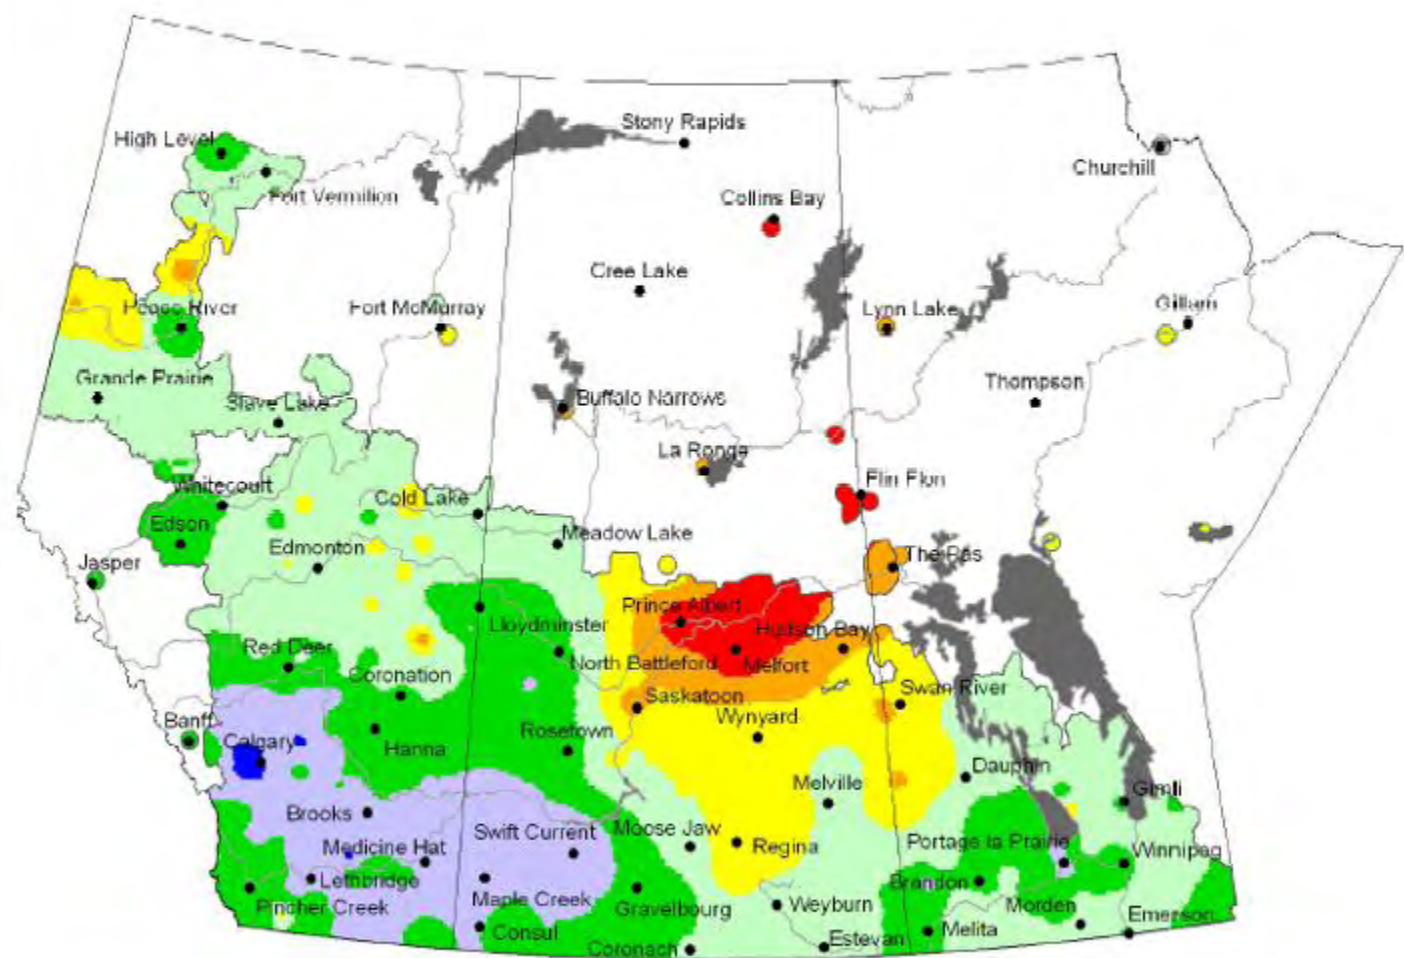 Stony Rapids
High Level
Churchill
Fort Vermilion
Collins Bay
Cree Lake
Peace River
Fort McMurray
Lynn Lake
Gillam
Grande Prairie
Thompson
Slave Lake
Buffalo Narrows
La Ronge
Flin Flon
Whitecourt
Cold Lake
Edson
Meadow Lake
Edmonton
The Pas
Jasper
Prince Albert
Lloydminster
Hudson Bay
Red Deer
North Battleford
Melfort
Coronation
Saskatoon
Swan River
Banff
Wynyard
Calgary
Hanna
Rosetown
Dauphin
Melville
Gimli
Brooks
Swift Current
Moose Jaw
Medicine Hat
Regina
Portage la Prairie
Winnipeg
Lethbridge
Brandon
Pincher Creek
Maple Creek
Gravelbourg
Weyburn
Morden
Consul
Emerson
Melita
Coronach
Estevan